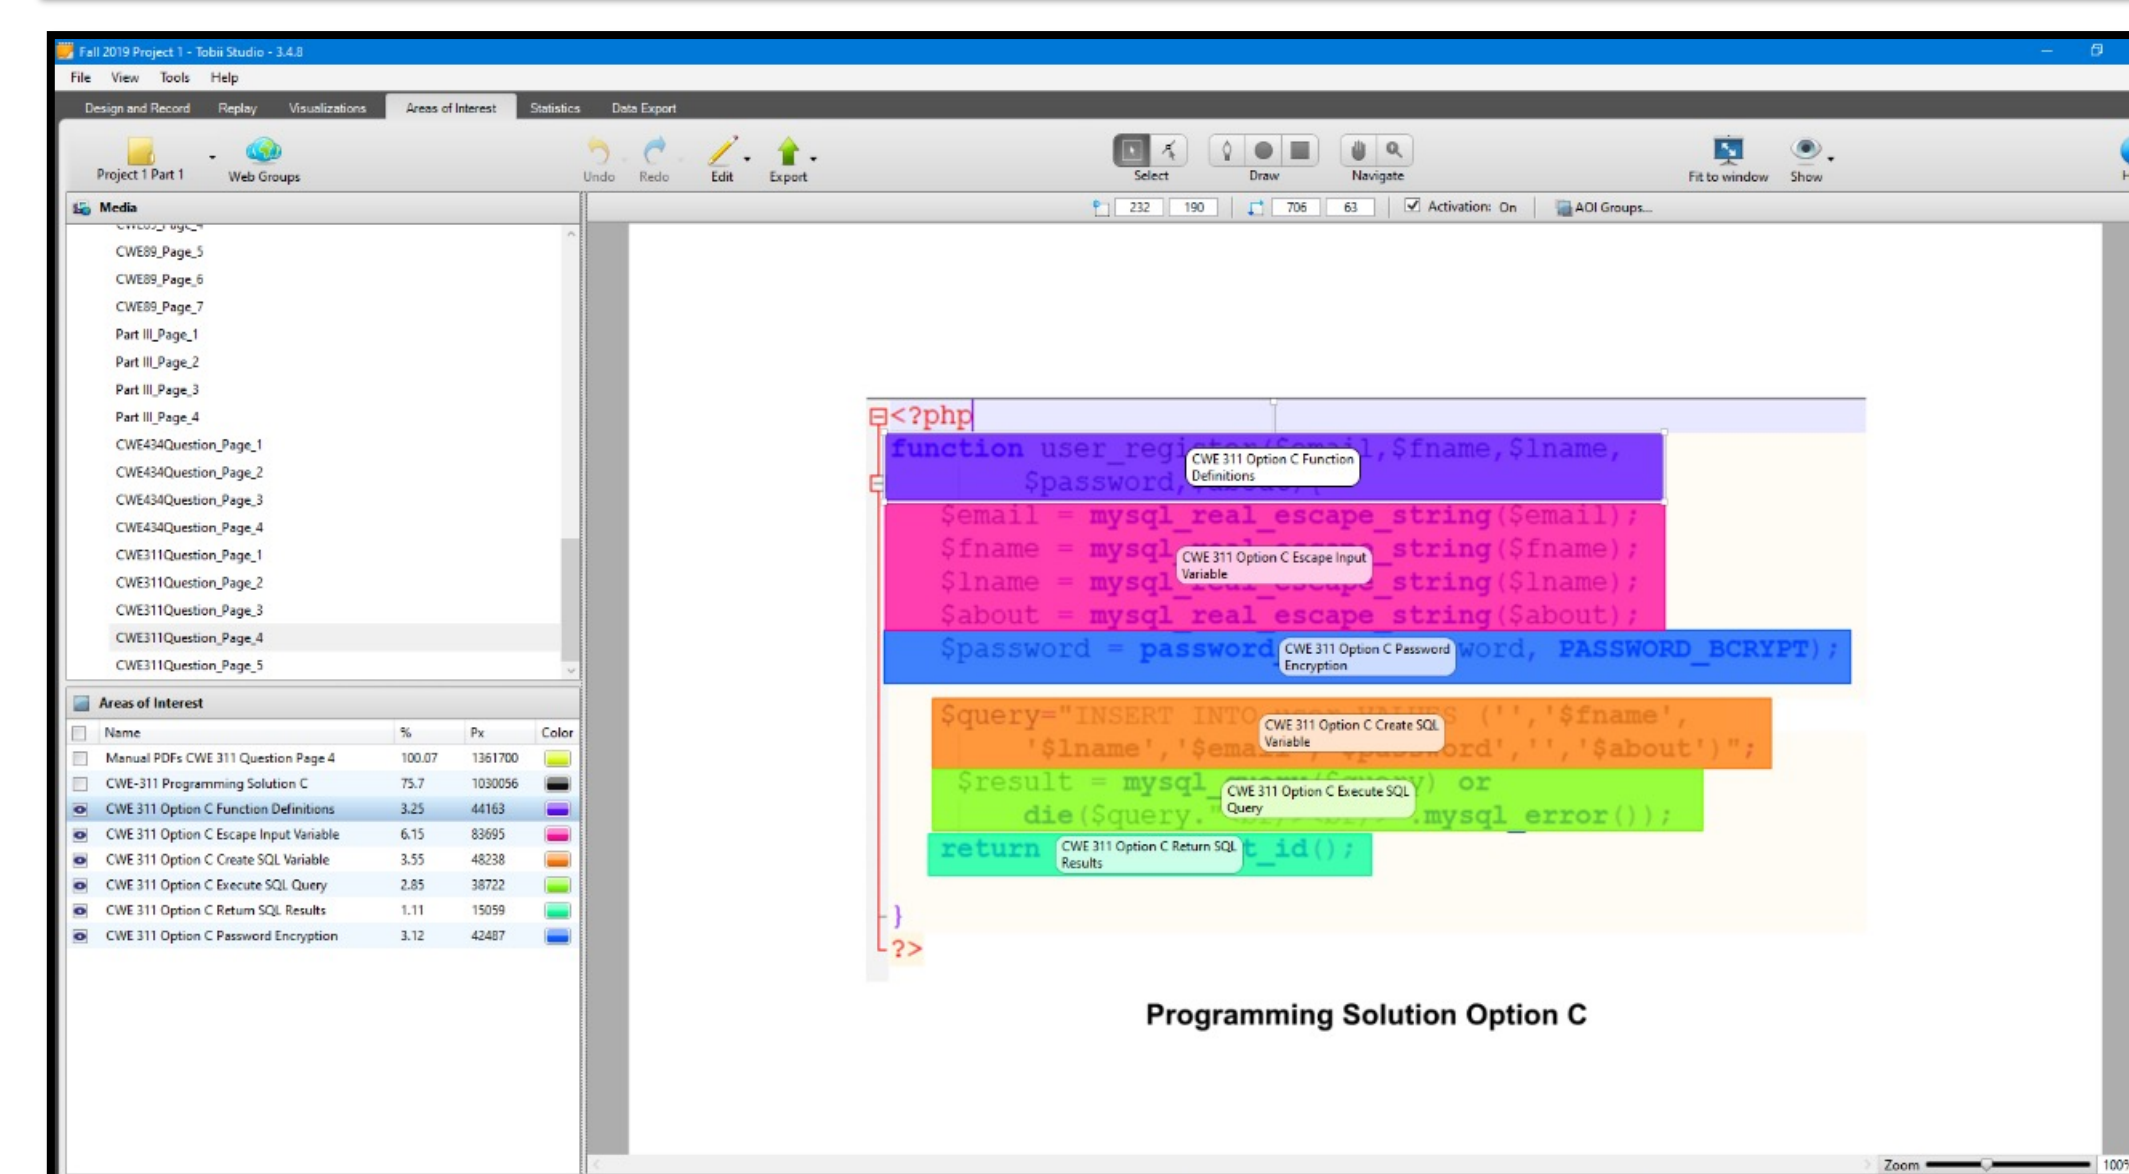 Fall 2019 Project 1 - Tobii Studio - 3.4.8
File View Tools Help
Design and Record Replay Visualizations Areas of Interest Statistics Data Export
Project 1 Part 1 Web Groups Undo Redo Edit Export Select Draw Navigate Fit to window Show
Media
232 190 706 63 Activation: On AOI Groups...
CWE89_Page_5
CWE89_Page_6
CWE89_Page_7
Part III_Page_1
Part III_Page_2
Part III_Page_3
Part III_Page_4
CWE434Question_Page_1
CWE434Question_Page_2
CWE434Question_Page_3
CWE434Question_Page_4
CWE311Question_Page_1
CWE311Question_Page_2
CWE311Question_Page_3
CWE311Question_Page_4
CWE311Question_Page_5
Areas of Interest
Name % Px Color
Manual PDFs CWE 311 Question Page 4 100.07 1361700
CWE-311 Programming Solution C 75.7 1030056
CWE 311 Option C Function Definitions 3.25 44163
CWE 311 Option C Escape Input Variable 6.15 83695
CWE 311 Option C Create SQL Variable 3.55 48238
CWE 311 Option C Execute SQL Query 2.85 38722
CWE 311 Option C Return SQL Results 1.11 15059
CWE 311 Option C Password Encryption 3.12 42487
<?php
function user_regi l,$fname,$lname,
CWE 311 Option C Function
Definitions
$password,
$email = mysql_real_escape_string($email);
$fname = mysql string($fname);
CWE 311 Option C Escape Input
Variable
$lname = mysql string($lname);
$about = mysql_real_escape_string($about);
$password = password word, PASSWORD_BCRYPT);
CWE 311 Option C Password
Encryption
$query="INSERT INTO VALUES ('','$fname',
CWE 311 Option C Create SQL
Variable
'$lname','$ema ord','','$about')";
$result = mysql or
CWE 311 Option C Execute SQL
Query
die($query." .mysql_error());
return t_id();
CWE 311 Option C Return SQL
Results
}
?>
Programming Solution Option C
Zoom